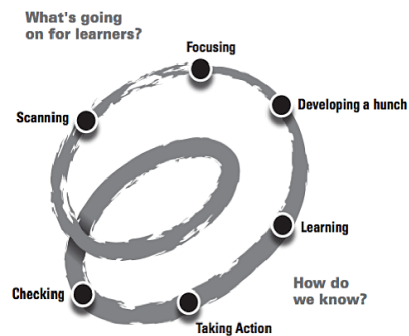 What's going
on for learners?
Focusing
Developing a hunch
Scanning
Learning
How do
we know?
Checking
Taking Action